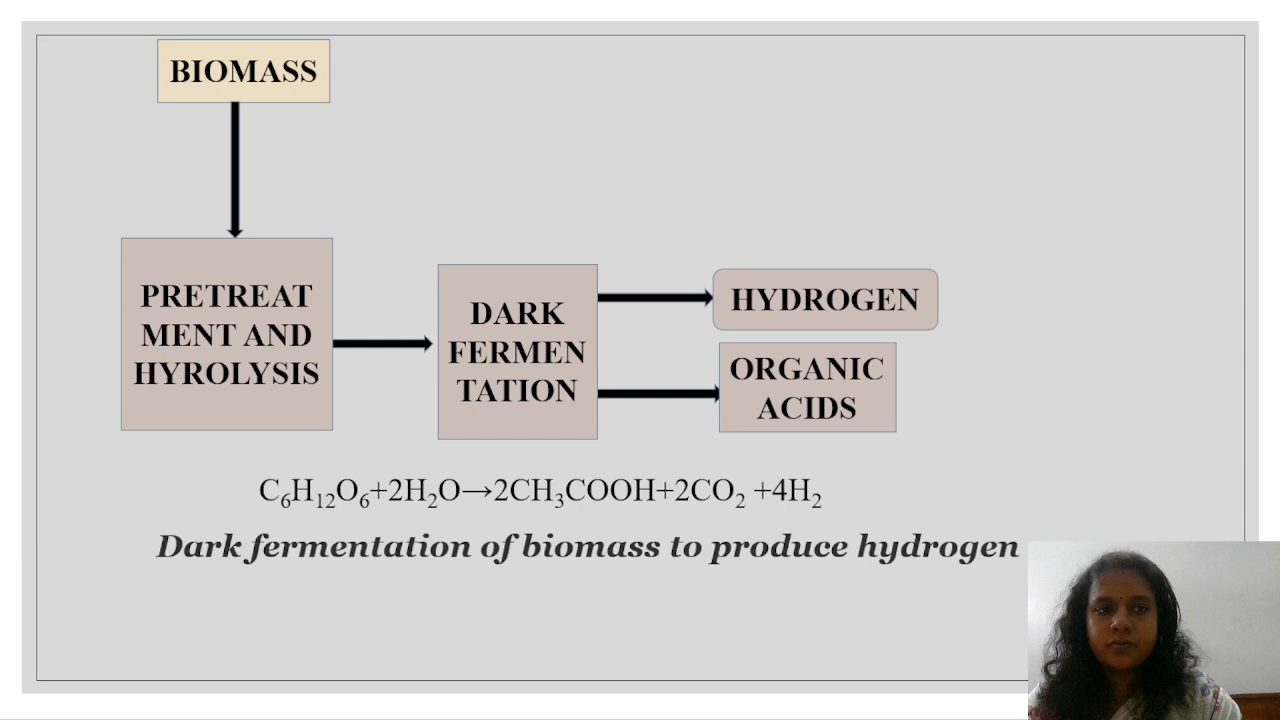 BIOMASS
PRETREAT
MENT AND
HYROLYSIS
DARK
FERMEN
TATION
HYDROGEN
ORGANIC
ACIDS
C₆H₁₂O₆+2H₂O→2CH₃COOH+2CO₂ +4H₂
Dark fermentation of biomass to produce hydrogen